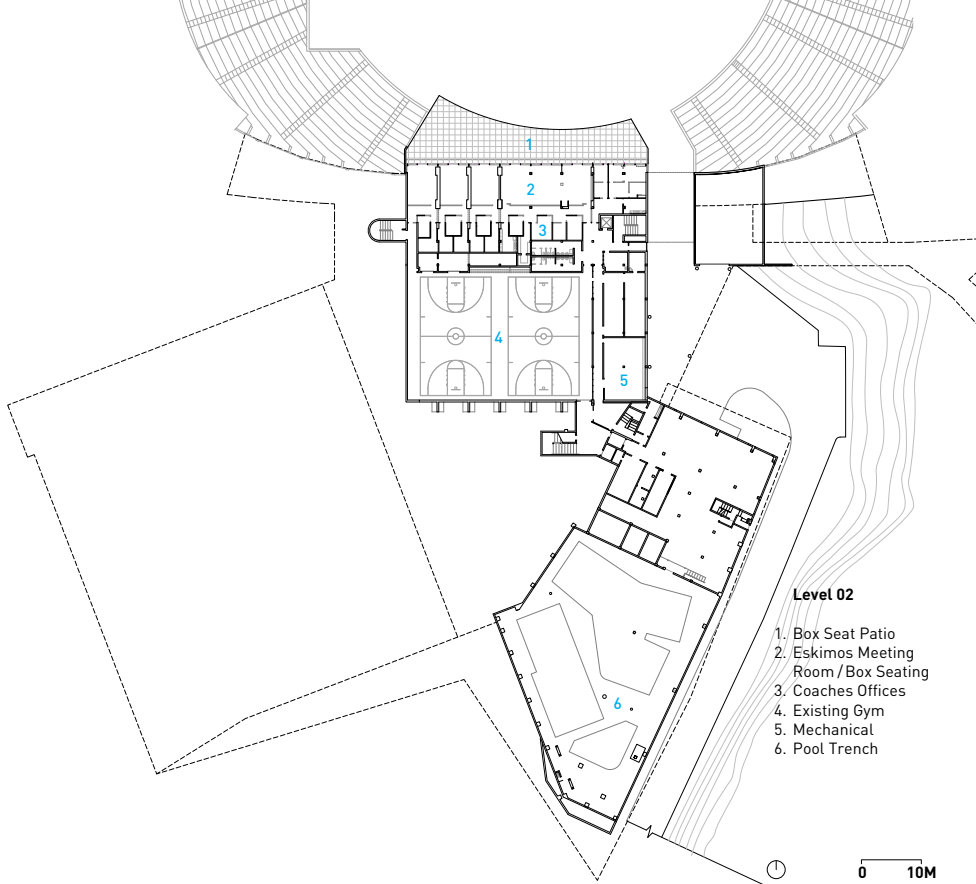 1
2
3
4
5
6
Level 02
1. Box Seat Patio
2. Eskimos Meeting
Room / Box Seating
3. Coaches Offices
4. Existing Gym
5. Mechanical
6. Pool Trench
0 10M